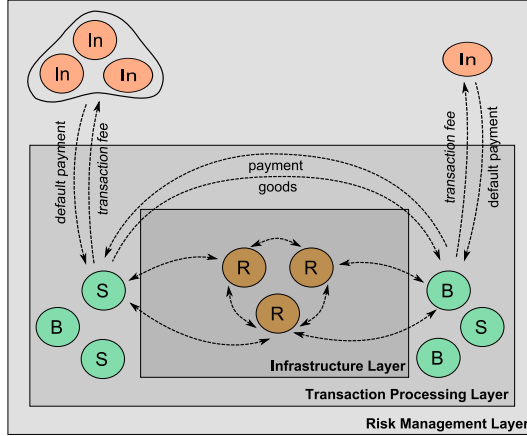 In
In
In
In
default payment
transaction fee
payment
goods
transaction fee
default payment
S
B
S
R
R
R
B
S
B
Infrastructure Layer
Transaction Processing Layer
Risk Management Layer